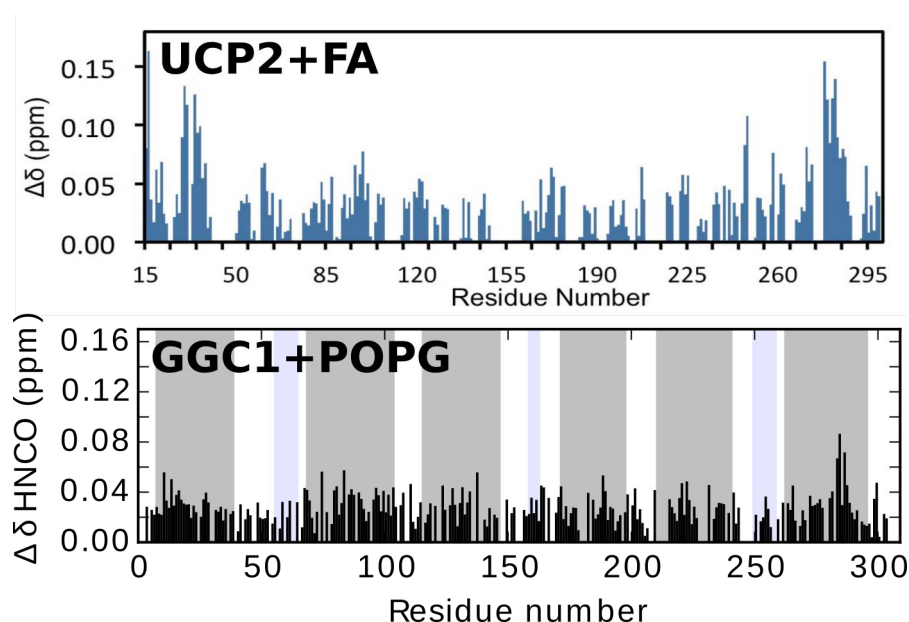 UCP2+FA
Δδ (ppm)
0.15
0.10
0.05
0.00
15 50 85 120 155 190 225 260 295
Residue Number
GGC1+POPG
Δ δ HNCO (ppm)
0.16
0.12
0.08
0.04
0.00
0 50 100 150 200 250 300
Residue number